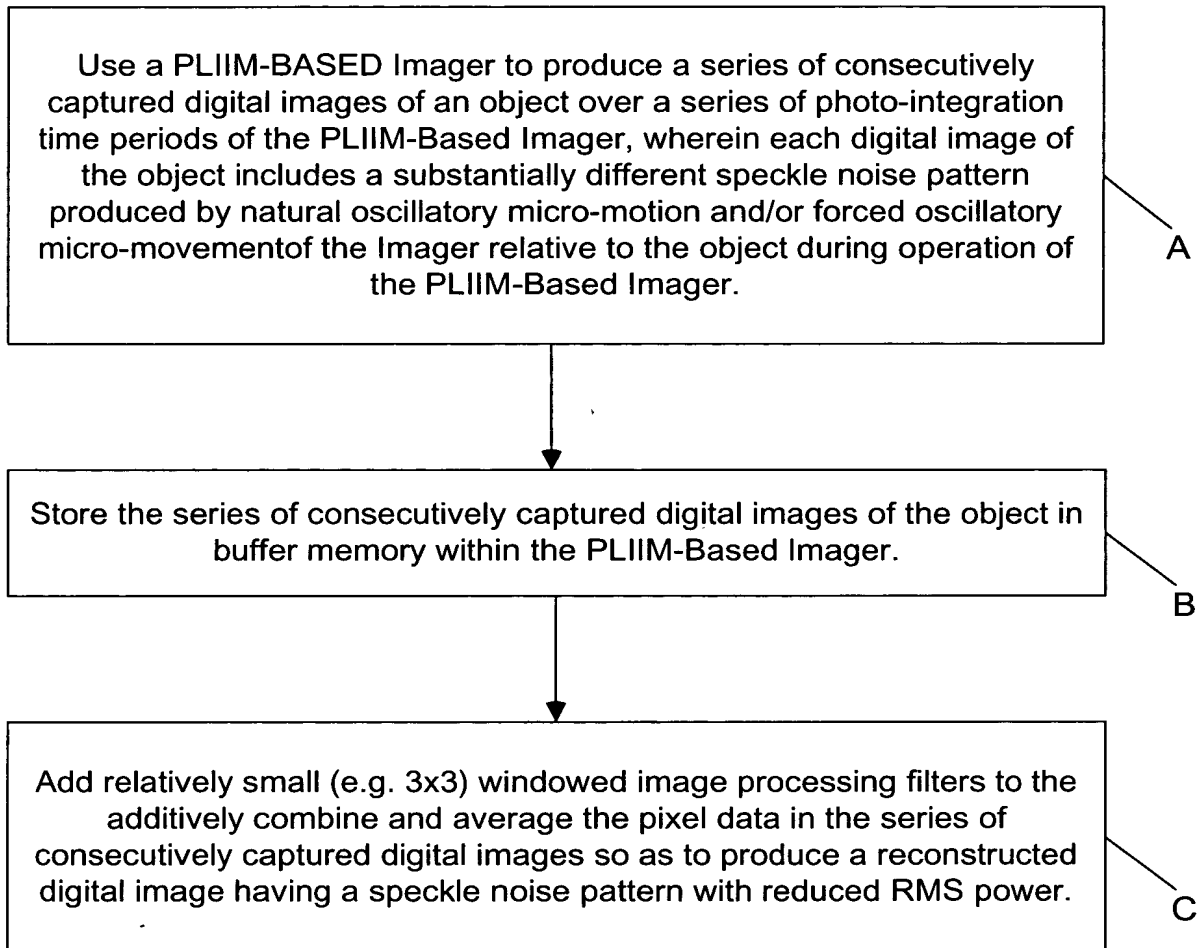 Use a PLIIM-BASED Imager to produce a series of consecutively
captured digital images of an object over a series of photo-integration
time periods of the PLIIM-Based Imager, wherein each digital image of
the object includes a substantially different speckle noise pattern
produced by natural oscillatory micro-motion and/or forced oscillatory
micro-movementof the Imager relative to the object during operation of
the PLIIM-Based Imager.
A
Store the series of consecutively captured digital images of the object in
buffer memory within the PLIIM-Based Imager.
B
Add relatively small (e.g. 3x3) windowed image processing filters to the
additively combine and average the pixel data in the series of
consecutively captured digital images so as to produce a reconstructed
digital image having a speckle noise pattern with reduced RMS power.
C